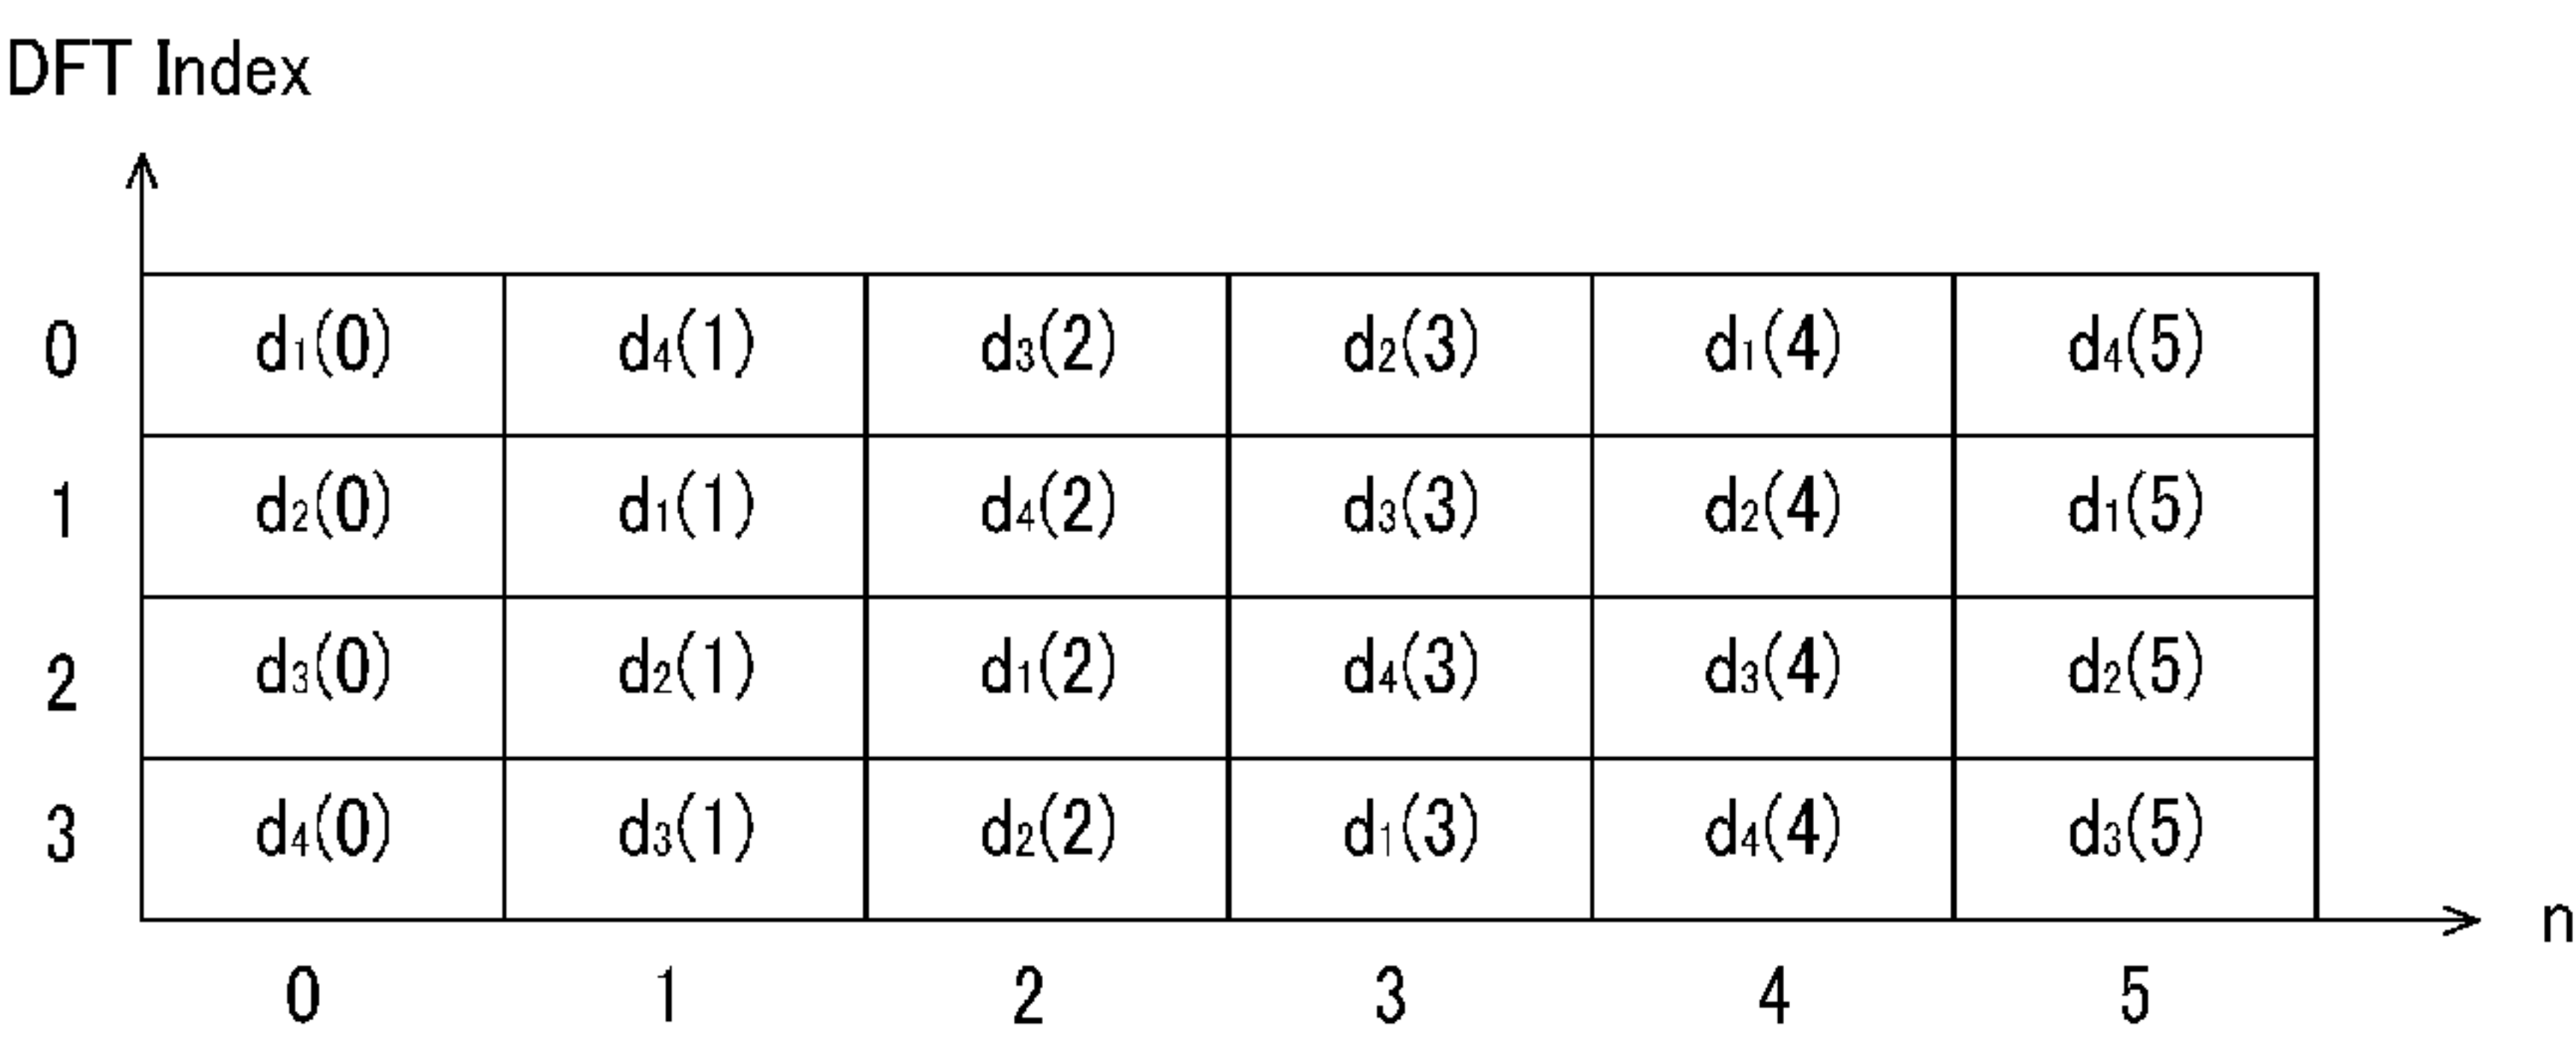 DFT Index
0 d₁(0) d₄(1) d₃(2) d₂(3) d₁(4) d₄(5)
1 d₂(0) d₁(1) d₄(2) d₃(3) d₂(4) d₁(5)
2 d₃(0) d₂(1) d₁(2) d₄(3) d₃(4) d₂(5)
3 d₄(0) d₃(1) d₂(2) d₁(3) d₄(4) d₃(5)
n
0 1 2 3 4 5